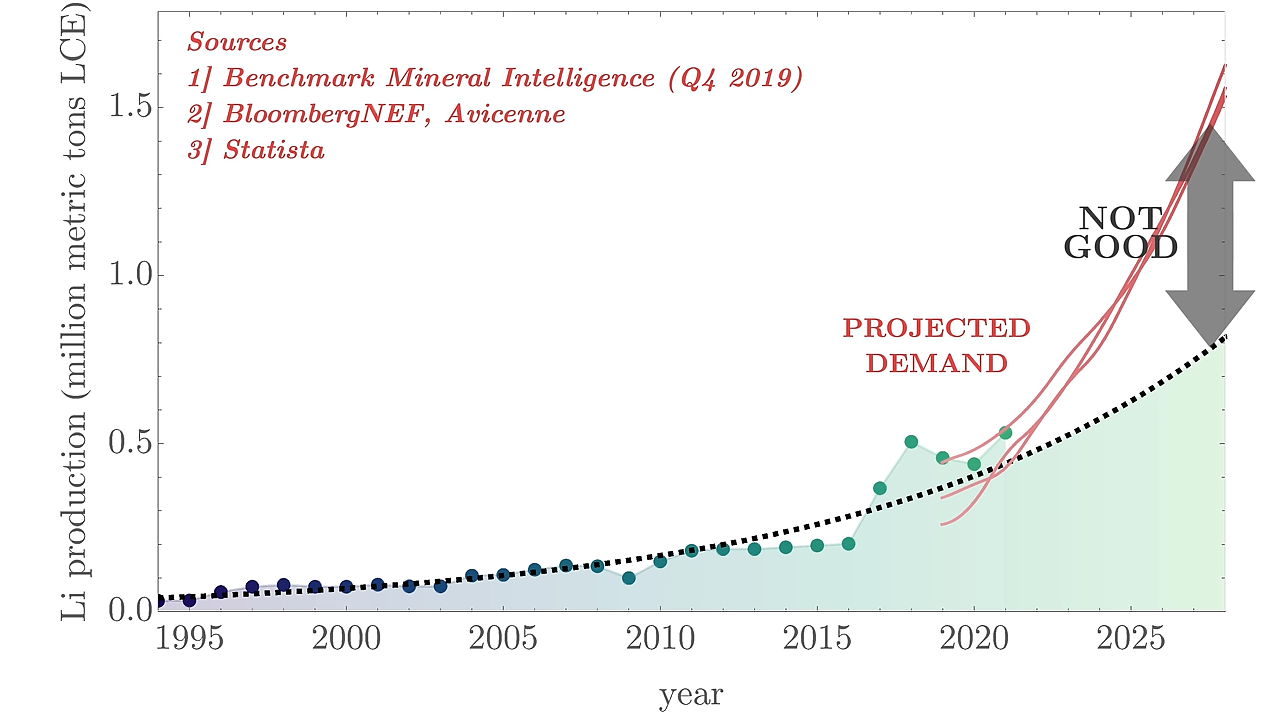 Sources
1] Benchmark Mineral Intelligence (Q4 2019)
2] BloombergNEF, Avicenne
3] Statista
Li production (million metric tons LCE)
1.5
1.0
0.5
0.0
NOT
GOOD
PROJECTED
DEMAND
1995 2000 2005 2010 2015 2020 2025
year